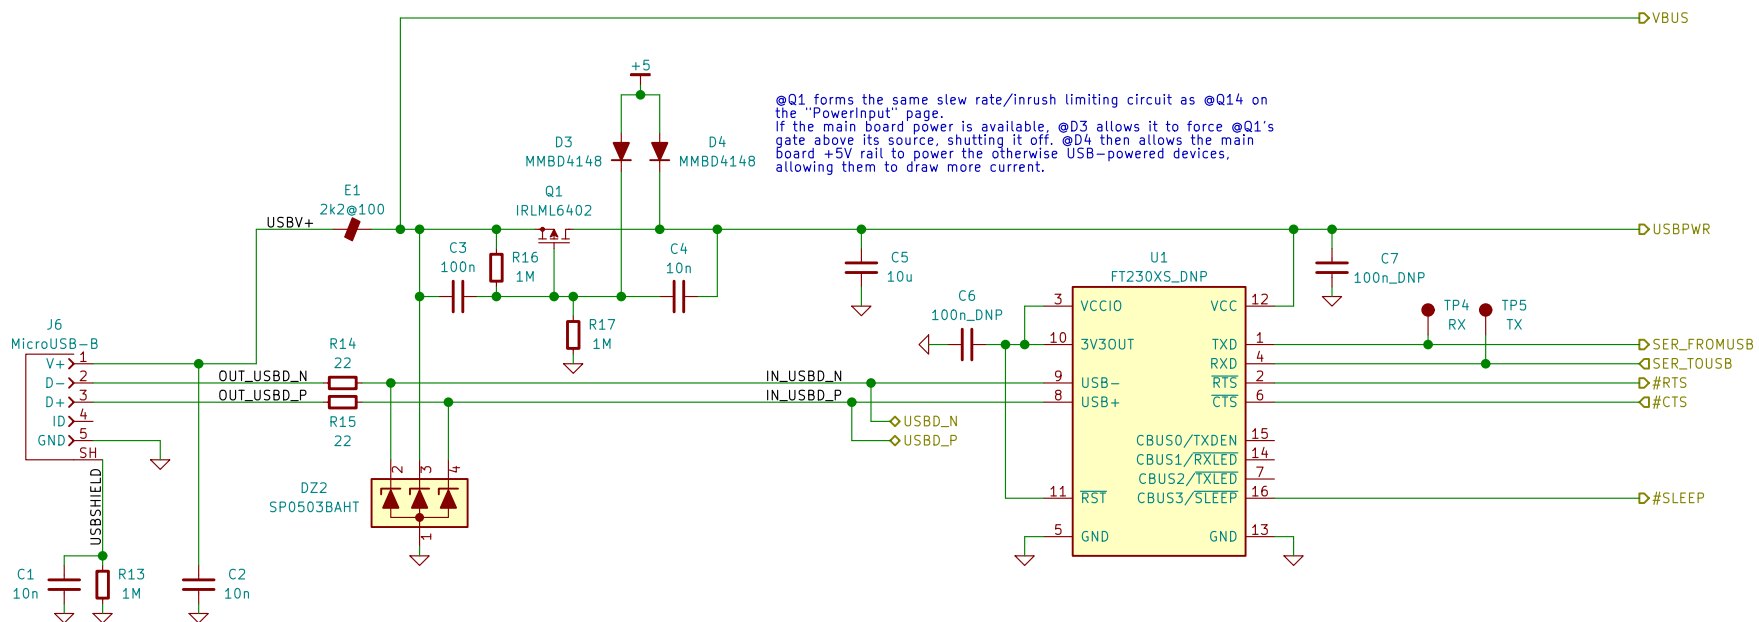 VBUS
+5
@Q1 forms the same slew rate/inrush limiting circuit as @Q14 on
the "PowerInput" page.
If the main board power is available, @D3 allows it to force @Q1's
gate above its source, shutting it off. @D4 then allows the main
board +5V rail to power the otherwise USB-powered devices,
allowing them to draw more current.
D3
MMBD4148
D4
MMBD4148
E1
2k2@100
Q1
IRLML6402
USBV+
USBPWR
C3
100n
R16
1M
C4
10n
C5
10u
U1
FT230XS_DNP
C7
100n_DNP
C6
100n_DNP
R17
1M
TP4
RX
TP5
TX
J6
MicroUSB-B
V+ 1
D- 2
D+ 3
ID 4
GND 5
SH
R14
22
R15
22
OUT_USBD_N
OUT_USBD_P
IN_USBD_N
IN_USBD_P
USBD_N
USBD_P
3 VCCIO
10 3V3OUT
9 USB-
8 USB+
11 RST
5 GND
VCC 12
TXD 1
RXD 4
RTS 2
CTS 6
CBUS0/TXDEN 15
CBUS1/RXLED 14
CBUS2/TXLED 7
CBUS3/SLEEP 16
GND 13
SER_FROMUSB
SER_TOUSB
#RTS
#CTS
#SLEEP
DZ2
SP0503BAHT
2
3
4
1
USBSHIELD
C1
10n
R13
1M
C2
10n